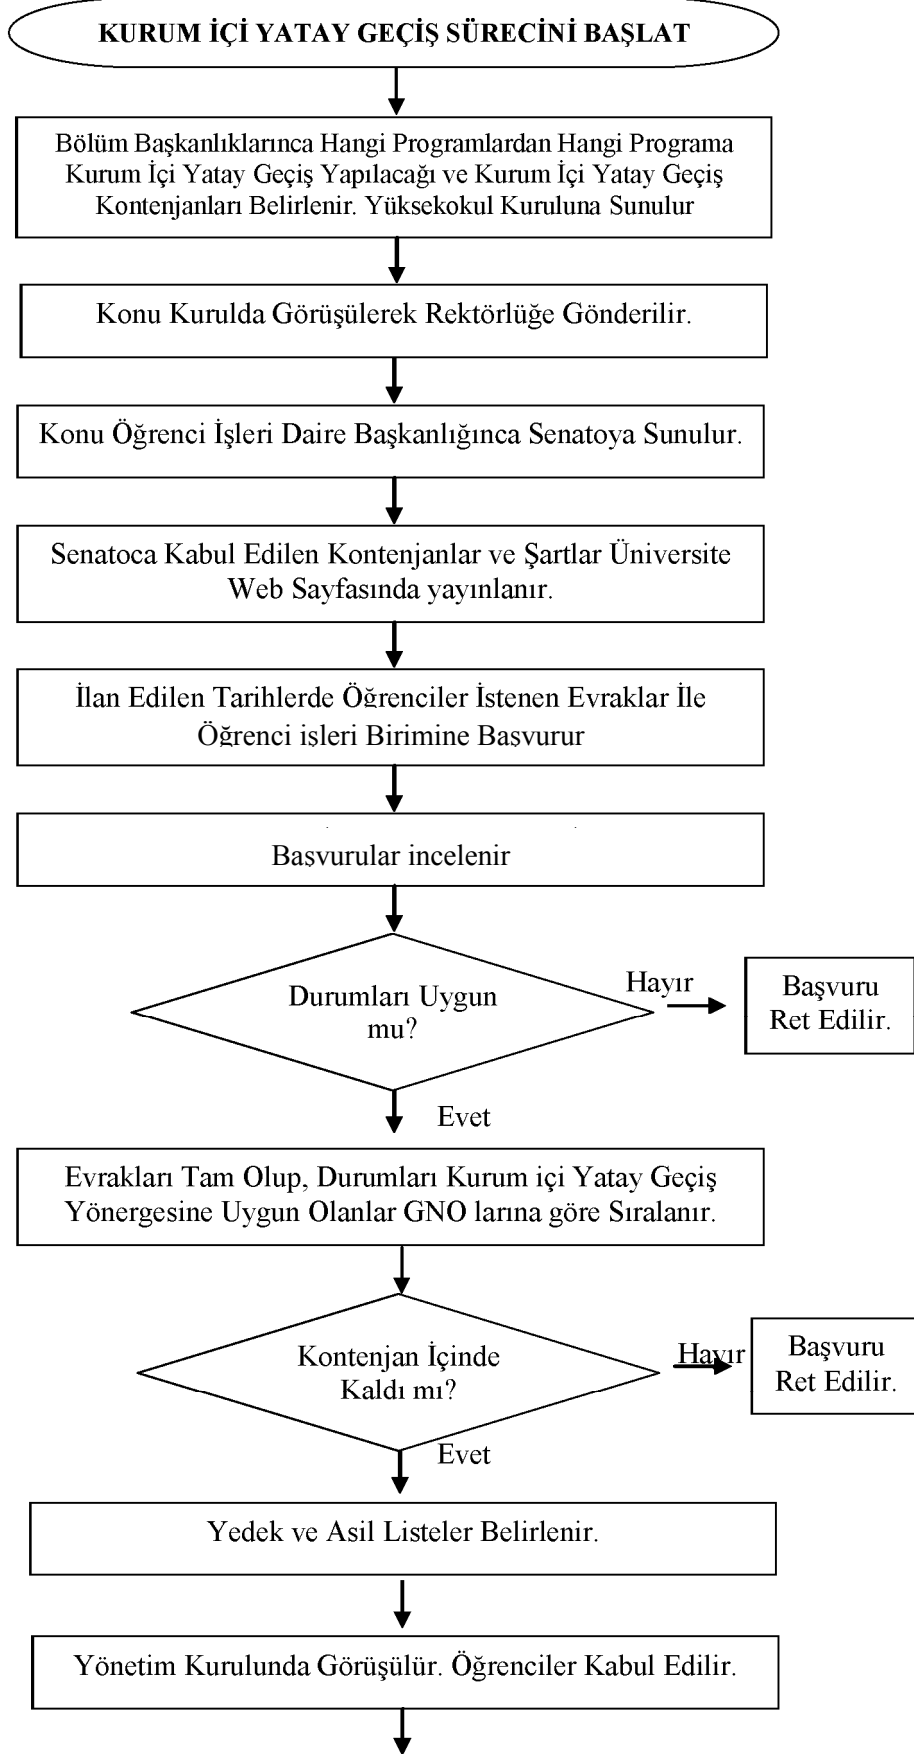 KURUM İÇİ YATAY GEÇİŞ SÜRECİNİ BAŞLAT
Bölüm Başkanlıklarınca Hangi Programlardan Hangi Programa
Kurum İçi Yatay Geçiş Yapılacağı ve Kurum İçi Yatay Geçiş
Kontenjanları Belirlenir. Yüksekokul Kuruluna Sunulur
Konu Kurulda Görüşülerek Rektörlüğe Gönderilir.
Konu Öğrenci İşleri Daire Başkanlığınca Senatoya Sunulur.
Senatoca Kabul Edilen Kontenjanlar ve Şartlar Üniversite
Web Sayfasında yayınlanır.
İlan Edilen Tarihlerde Öğrenciler İstenen Evraklar İle
Öğrenci işleri Birimine Başvurur
Başvurular incelenir
Durumları Uygun
mu?
Hayır
Başvuru
Ret Edilir.
Evet
Evrakları Tam Olup, Durumları Kurum içi Yatay Geçiş
Yönergesine Uygun Olanlar GNO larına göre Sıralanır.
Kontenjan İçinde
Kaldı mı?
Hayır
Başvuru
Ret Edilir.
Evet
Yedek ve Asil Listeler Belirlenir.
Yönetim Kurulunda Görüşülür. Öğrenciler Kabul Edilir.